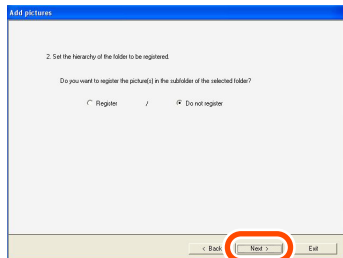 Add pictures
2. Set the hierarchy of the folder to be registered.
Do you want to register the picture(s) in the subfolder of the selected folder?
Register / Do not register
< Back Next > Exit